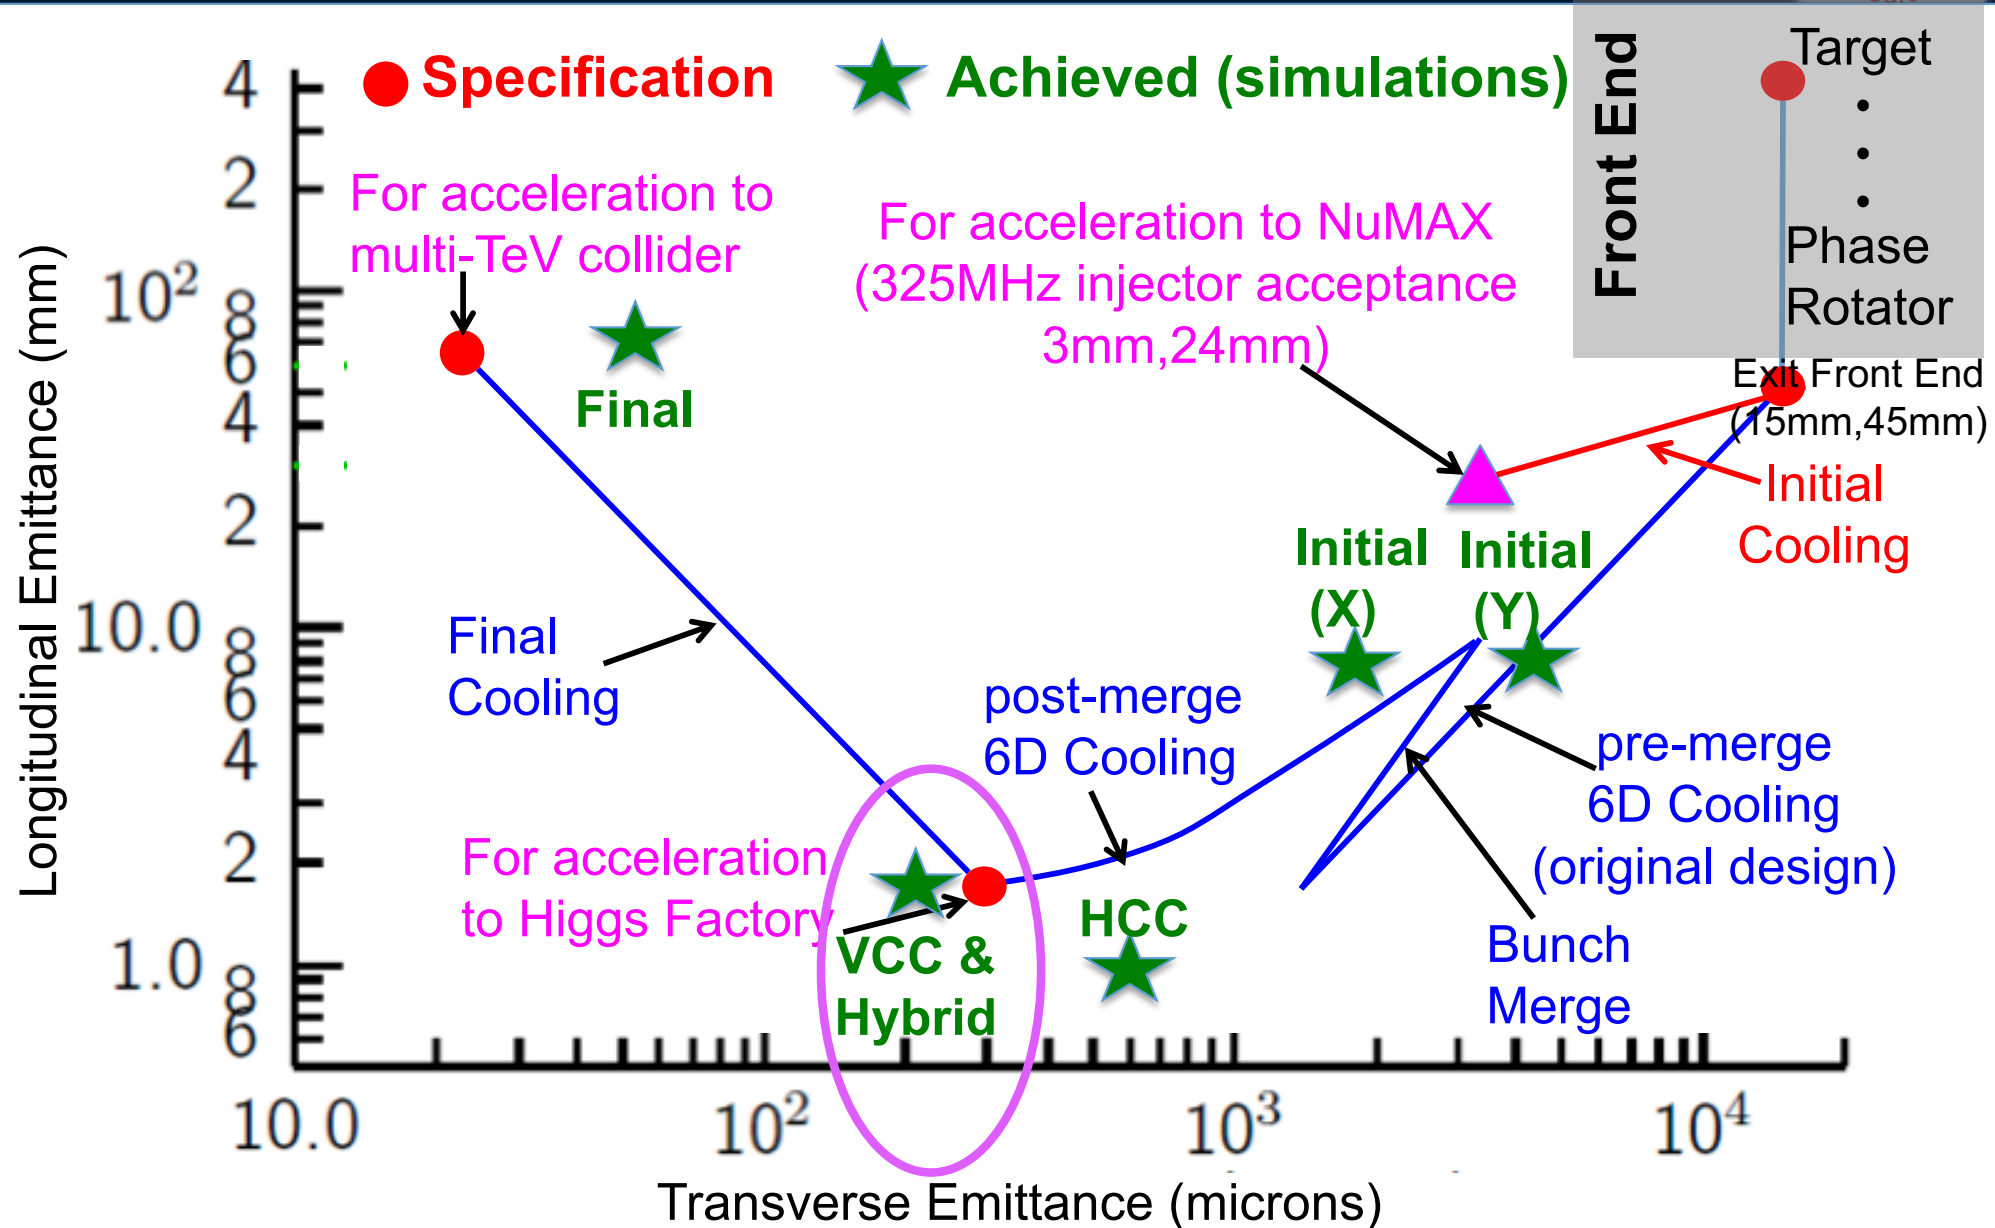 Specification
Achieved (simulations)
Front End
Target
Phase
Rotator
Exit Front End
(15mm,45mm)
For acceleration to
multi-TeV collider
For acceleration to NuMAX
(325MHz injector acceptance
3mm,24mm)
Final
Initial
Cooling
Initial
(X)
Initial
(Y)
Final
Cooling
post-merge
6D Cooling
pre-merge
6D Cooling
(original design)
Bunch
Merge
For acceleration
to Higgs Factory
VCC &
Hybrid
HCC
Longitudinal Emittance (mm)
4
2
10²
8
6
4
2
10.0
8
6
4
2
1.0
8
6
10.0
10²
10³
10⁴
Transverse Emittance (microns)